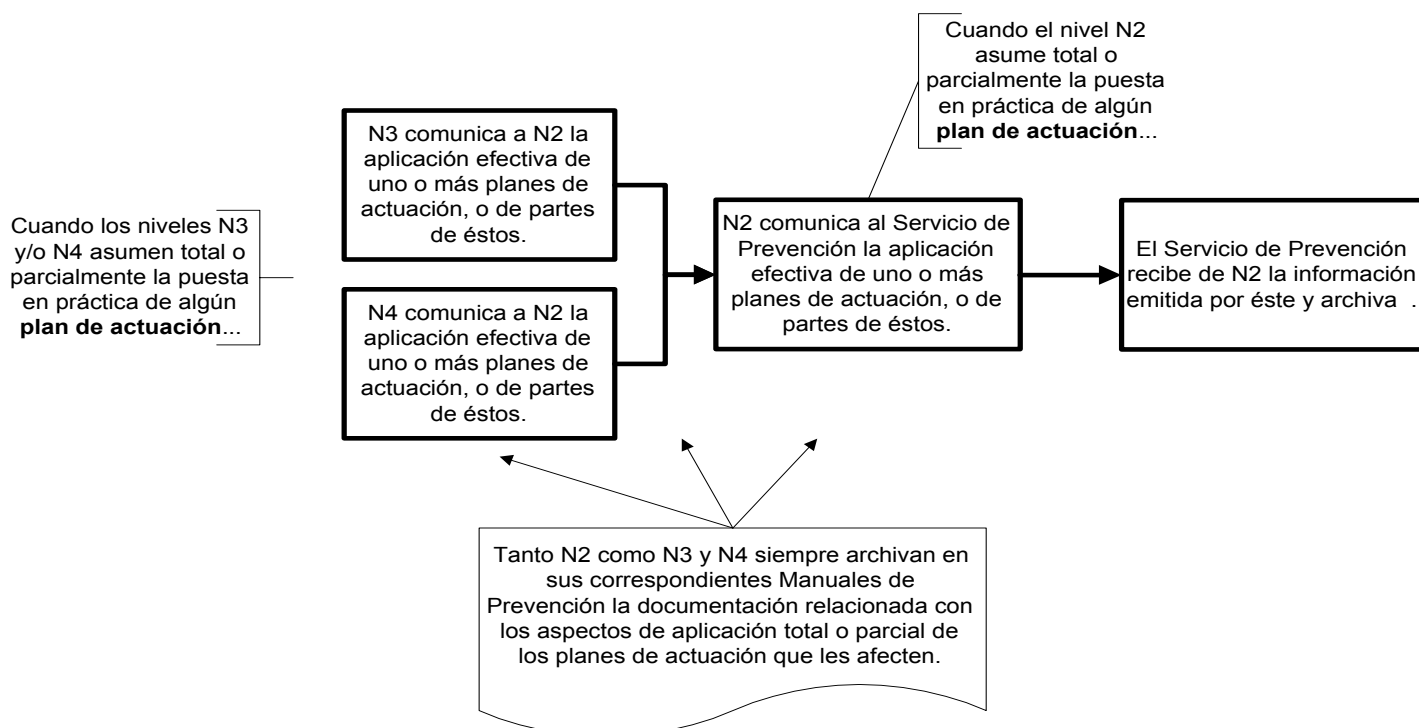 Cuando el nivel N2
asume total o
parcialmente la puesta
en práctica de algún
plan de actuación...
N3 comunica a N2 la
aplicación efectiva de
uno o más planes de
actuación, o de partes
de éstos.
Cuando los niveles N3
y/o N4 asumen total o
parcialmente la puesta
en práctica de algún
plan de actuación...
N4 comunica a N2 la
aplicación efectiva de
uno o más planes de
actuación, o de partes
de éstos.
N2 comunica al Servicio de
Prevención la aplicación
efectiva de uno o más
planes de actuación, o de
partes de éstos.
El Servicio de Prevención
recibe de N2 la información
emitida por éste y archiva .
Tanto N2 como N3 y N4 siempre archivan en
sus correspondientes Manuales de
Prevención la documentación relacionada con
los aspectos de aplicación total o parcial de
los planes de actuación que les afecten.